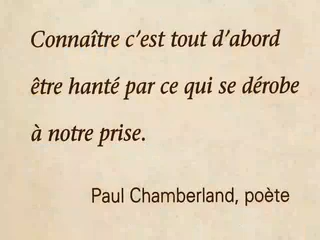 Connaître c'est tout d'abord
être hanté par ce qui se dérobe
à notre prise.
Paul Chamberland, poète